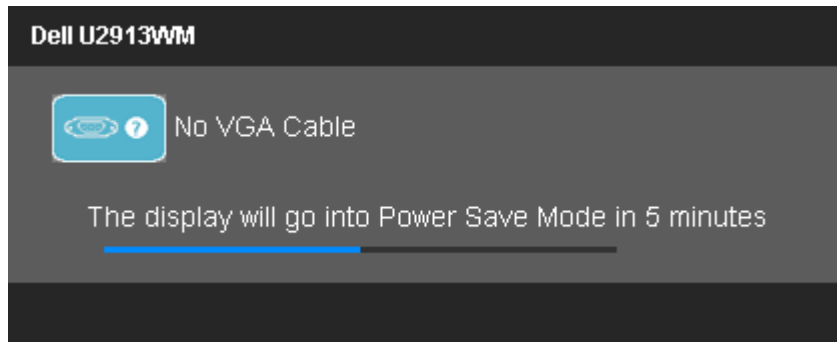 Dell U2913WM
? No VGA Cable
The display will go into Power Save Mode in 5 minutes